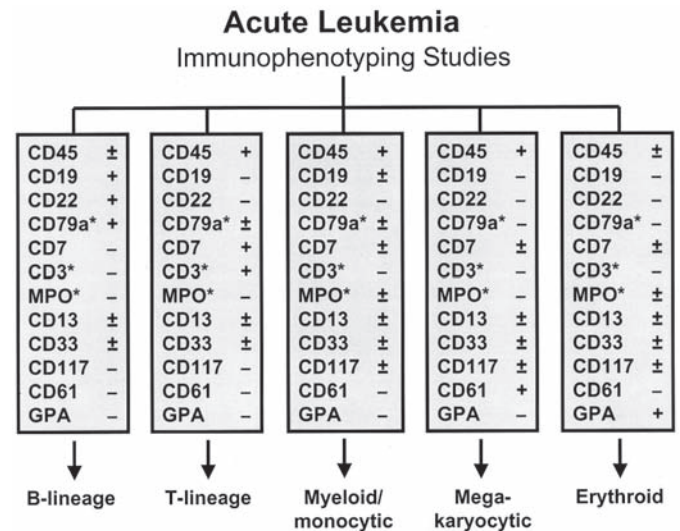 Acute Leukemia
Immunophenotyping Studies
CD45 ±
CD19 +
CD22 +
CD79a* +
CD7 –
CD3* –
MPO* –
CD13 ±
CD33 ±
CD117 –
CD61 –
GPA –
B-lineage
CD45 +
CD19 –
CD22 –
CD79a* ±
CD7 +
CD3* +
MPO* –
CD13 ±
CD33 ±
CD117 –
CD61 –
GPA –
T-lineage
CD45 +
CD19 ±
CD22 –
CD79a* ±
CD7 ±
CD3* –
MPO* ±
CD13 ±
CD33 ±
CD117 ±
CD61 –
GPA –
Myeloid/
monocytic
CD45 +
CD19 –
CD22 –
CD79a* –
CD7 ±
CD3* –
MPO* –
CD13 ±
CD33 ±
CD117 ±
CD61 +
GPA –
Mega-
karyocytic
CD45 ±
CD19 –
CD22 –
CD79a* –
CD7 ±
CD3* –
MPO* ±
CD13 ±
CD33 ±
CD117 ±
CD61 –
GPA +
Erythroid